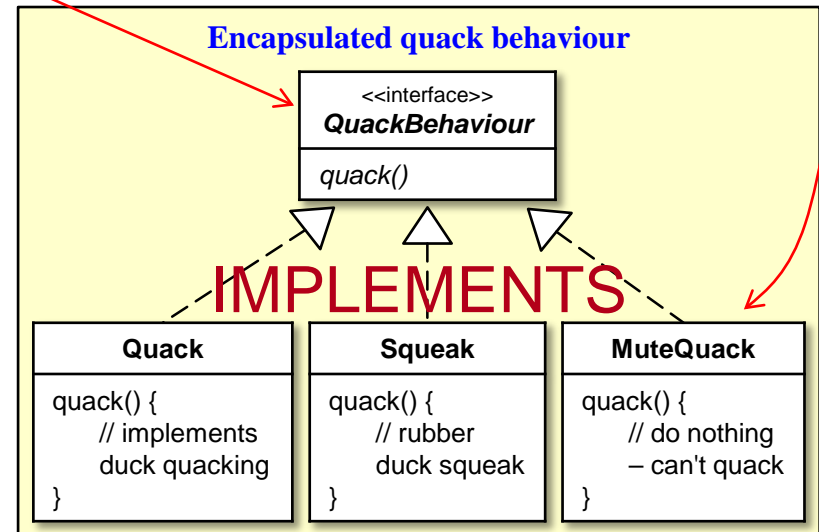 Encapsulated quack behaviour
<<interface>>
QuackBehaviour
quack()
IMPLEMENTS
Quack
quack() {
// implements
duck quacking
}
Squeak
quack() {
// rubber
duck squeak
}
MuteQuack
quack() {
// do nothing
– can't quack
}